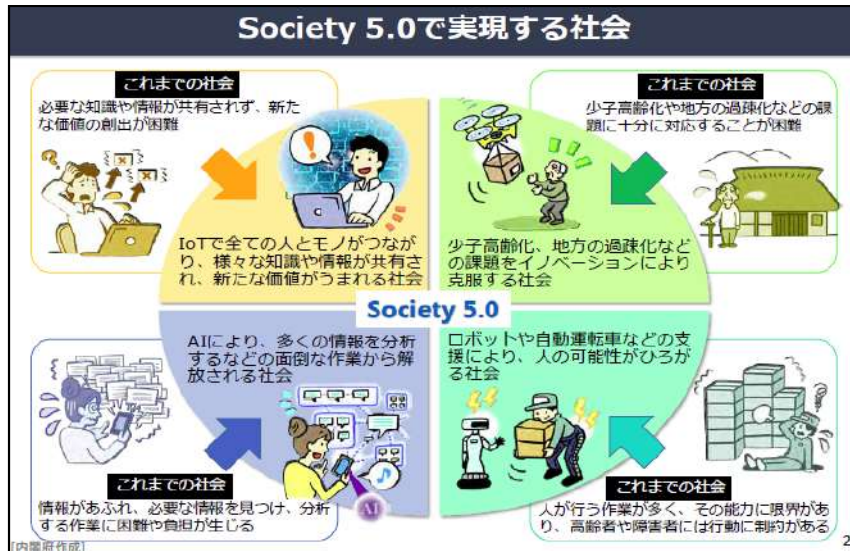 Society 5.0で実現する社会
これまでの社会
必要な知識や情報が共有されず、新た
な価値の創出が困難
これまでの社会
少子高齢化や地方の過疎化などの課
題に十分に対応することが困難
IoTで全ての人とモノがつなが
り、様々な知識や情報が共有さ
れ、新たな価値がうまれる社会
少子高齢化、地方の過疎化など
の課題をイノベーションにより
克服する社会
Society 5.0
AIにより、多くの情報を分析
するなどの面倒な作業から解
放される社会
ロボットや自動運転車などの支
援により、人の可能性がひろが
る社会
AI
これまでの社会
情報があふれ、必要な情報を見つけ、分析
する作業に困難や負担が生じる
これまでの社会
人が行う作業が多く、その能力に限界があ
り、高齢者や障害者には行動に制約がある
[内閣府作成]
2